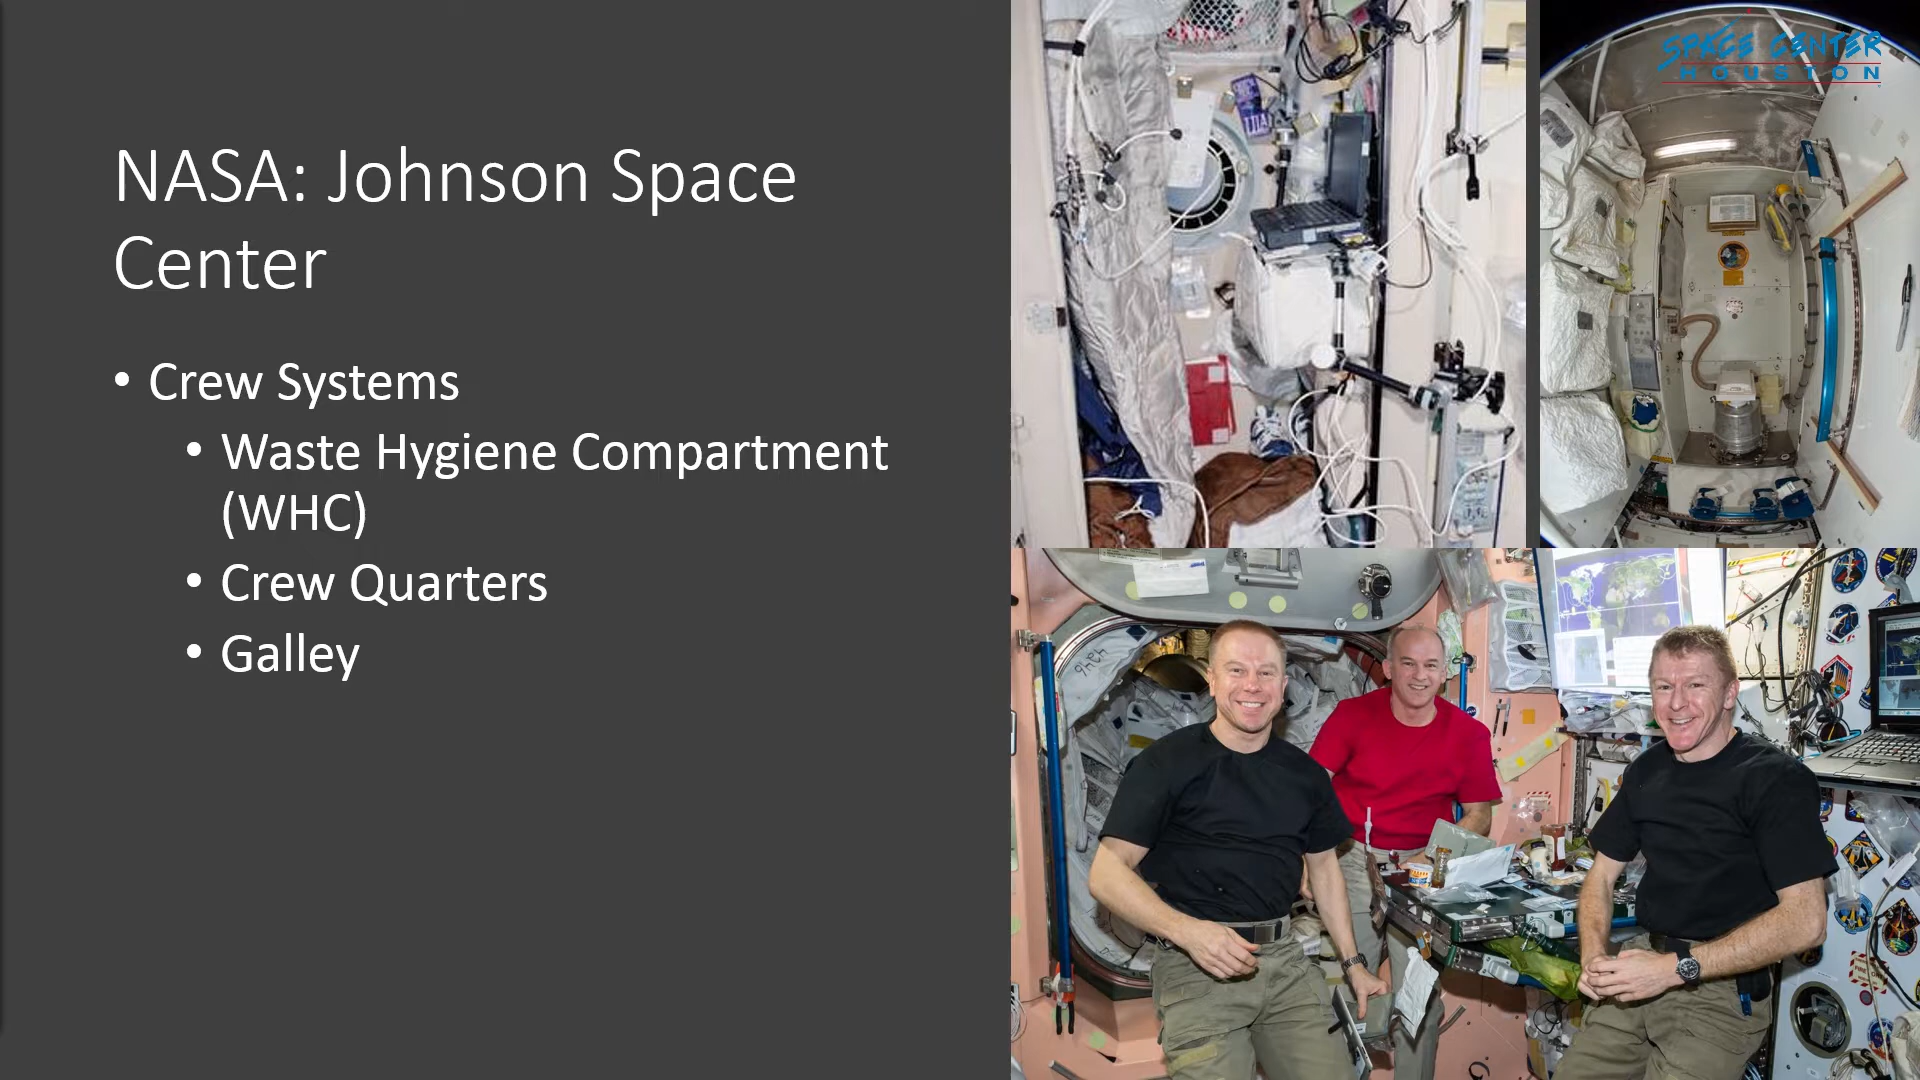 SPACE CENTER
HOUSTON
NASA: Johnson Space
Center
• Crew Systems
• Waste Hygiene Compartment
(WHC)
• Crew Quarters
• Galley